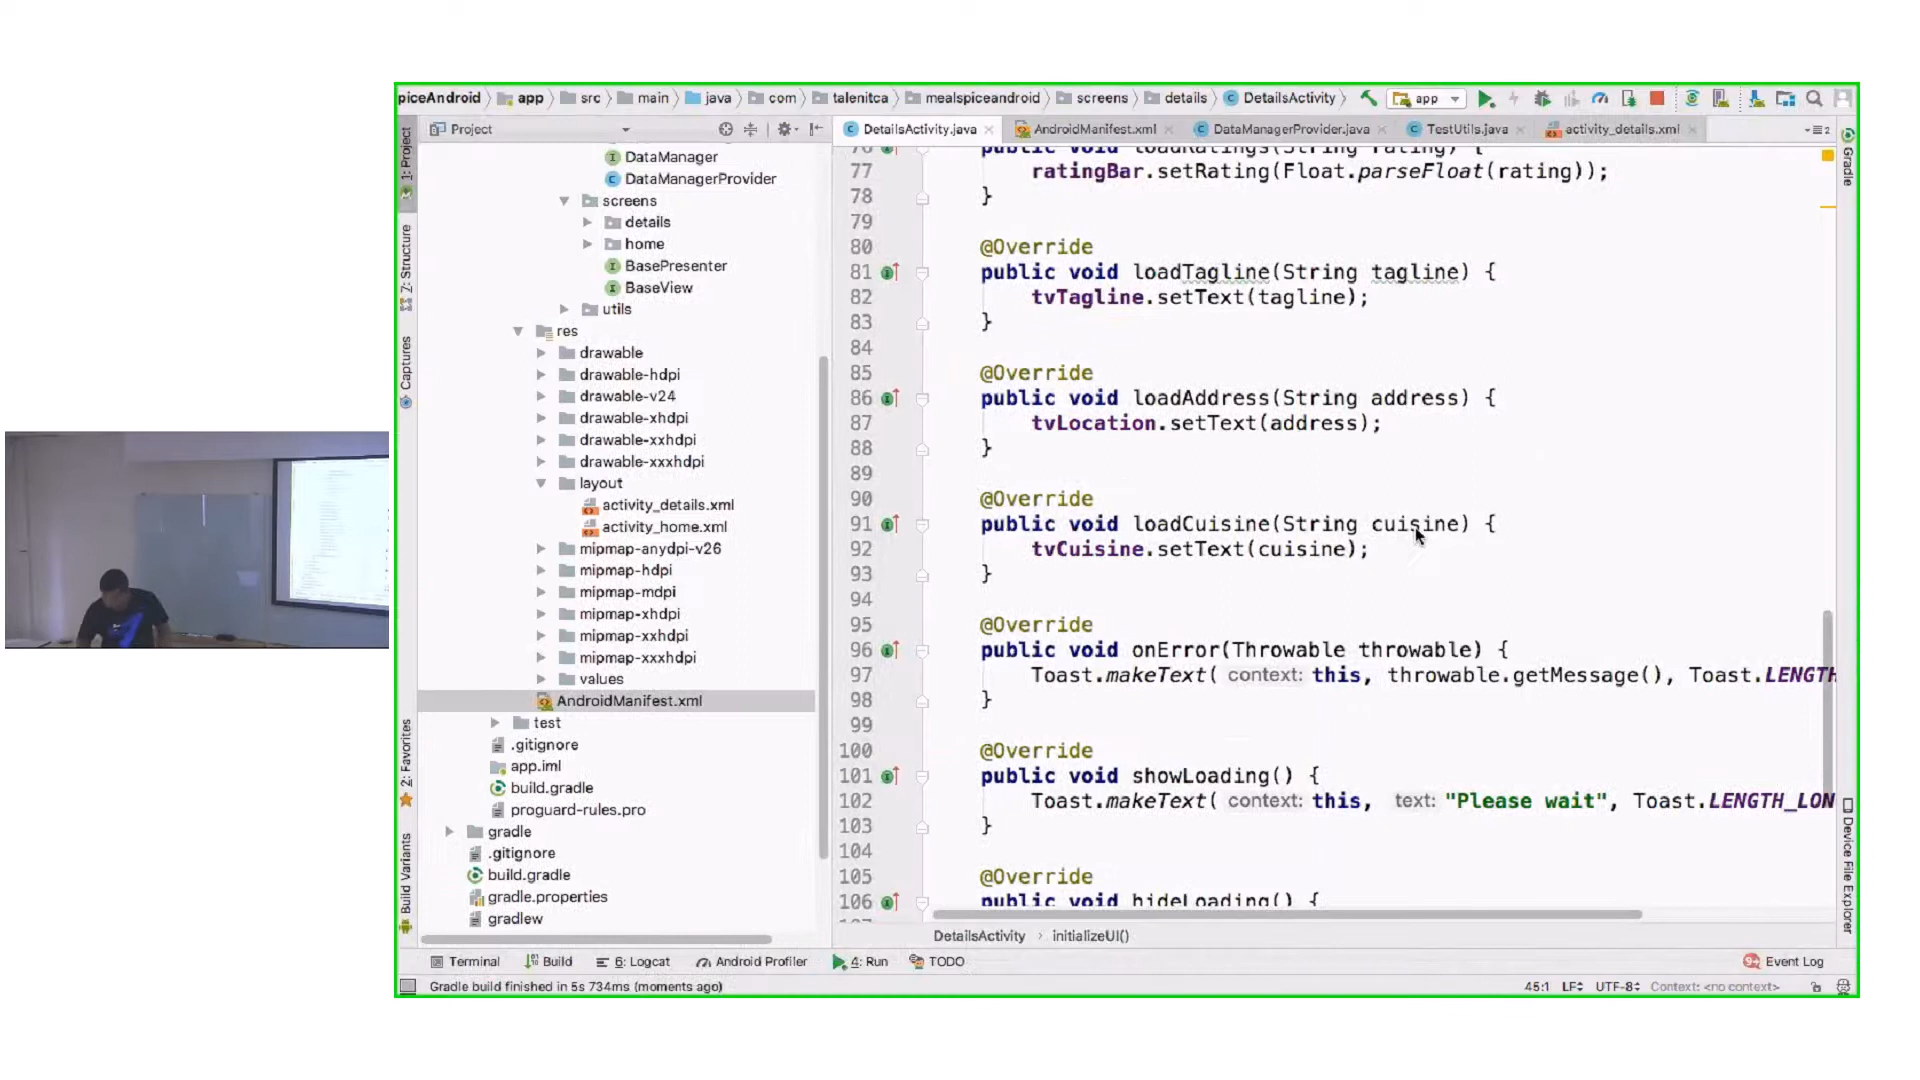 piceAndroid app src main java com talenitca mealspiceandroid screens details DetailsActivity app
Project
DetailsActivity.java AndroidManifest.xml DataManagerProvider.java TestUtils.java activity_details.xml 2
1: Project
7: Structure
Captures
2: Favorites
Build Variants
DataManager
DataManagerProvider
screens
details
home
BasePresenter
BaseView
utils
res
drawable
drawable-hdpi
drawable-v24
drawable-xhdpi
drawable-xxhdpi
drawable-xxxhdpi
layout
activity_details.xml
activity_home.xml
mipmap-anydpi-v26
mipmap-hdpi
mipmap-mdpi
mipmap-xhdpi
mipmap-xxhdpi
mipmap-xxxhdpi
values
AndroidManifest.xml
test
.gitignore
app.iml
build.gradle
proguard-rules.pro
gradle
.gitignore
build.gradle
gradle.properties
gradlew
76 public void loadRatings(String rating) {
77 ratingBar.setRating(Float.parseFloat(rating));
78 }
79
80 @Override
81 public void loadTagline(String tagline) {
82 tvTagline.setText(tagline);
83 }
84
85 @Override
86 public void loadAddress(String address) {
87 tvLocation.setText(address);
88 }
89
90 @Override
91 public void loadCuisine(String cuisine) {
92 tvCuisine.setText(cuisine);
93 }
94
95 @Override
96 public void onError(Throwable throwable) {
97 Toast.makeText( context: this, throwable.getMessage(), Toast.LENGTH
98 }
99
100 @Override
101 public void showLoading() {
102 Toast.makeText( context: this, text: "Please wait", Toast.LENGTH_LON
103 }
104
105 @Override
106 public void hideLoading() {
Gradle
Device File Explorer
DetailsActivity initializeUI()
Terminal Build 6: Logcat Android Profiler 4: Run TODO Event Log
Gradle build finished in 5s 734ms (moments ago) 45:1 LF UTF-8 Context: <no context>